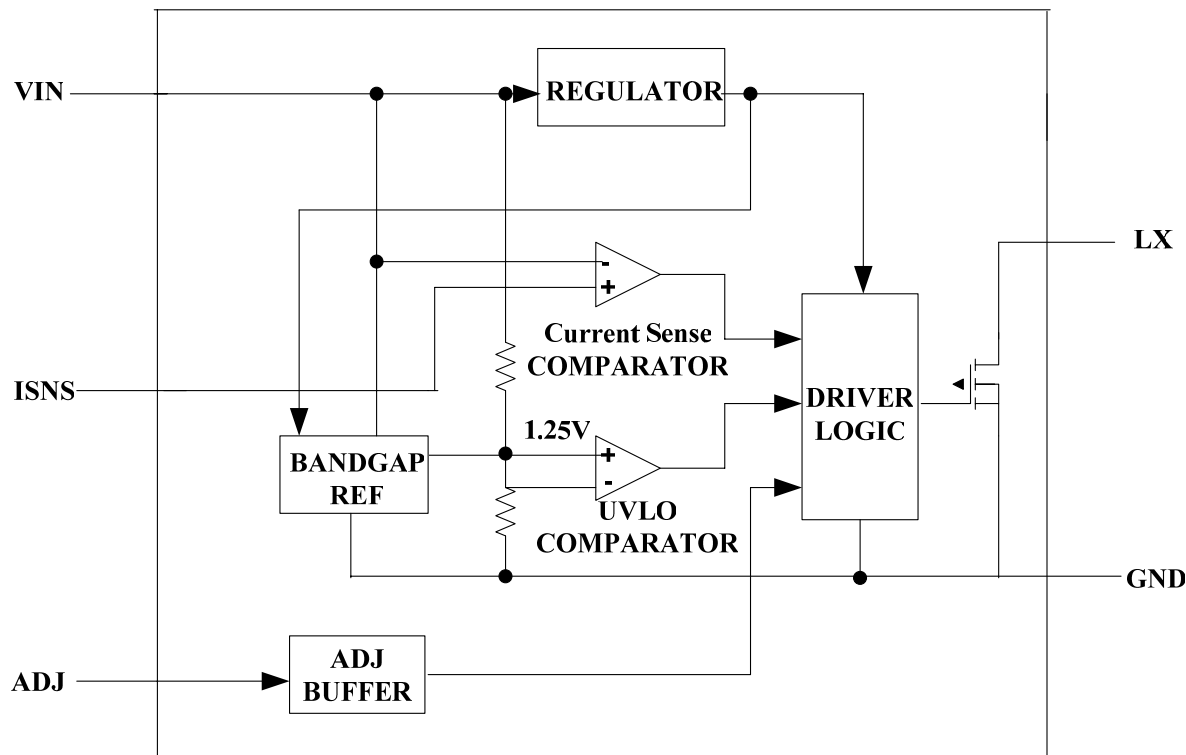 VIN
REGULATOR
LX
-
+
Current Sense
COMPARATOR
ISNS
DRIVER
LOGIC
1.25V
BANDGAP
REF
+
-
UVLO
COMPARATOR
GND
ADJ
ADJ
BUFFER